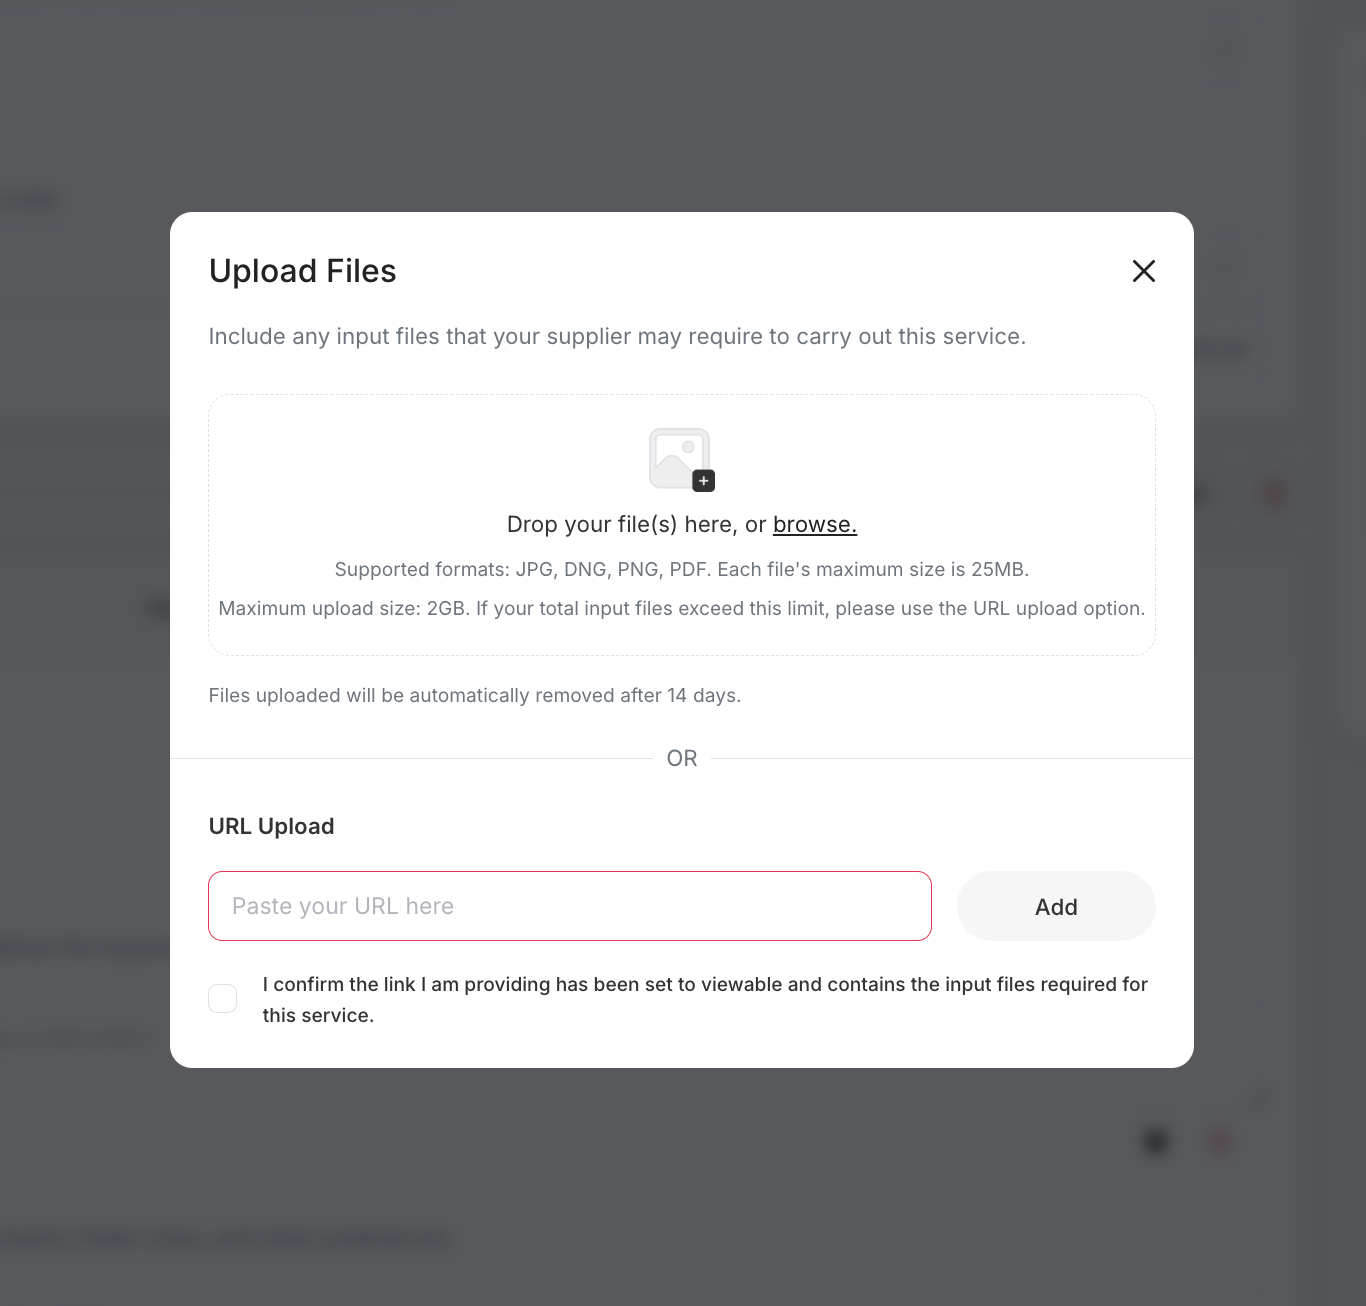 Upload Files
Include any input files that your supplier may require to carry out this service.
Drop your file(s) here, or browse.
Supported formats: JPG, DNG, PNG, PDF. Each file's maximum size is 25MB.
Maximum upload size: 2GB. If your total input files exceed this limit, please use the URL upload option.
Files uploaded will be automatically removed after 14 days.
OR
URL Upload
Paste your URL here
Add
I confirm the link I am providing has been set to viewable and contains the input files required for
this service.